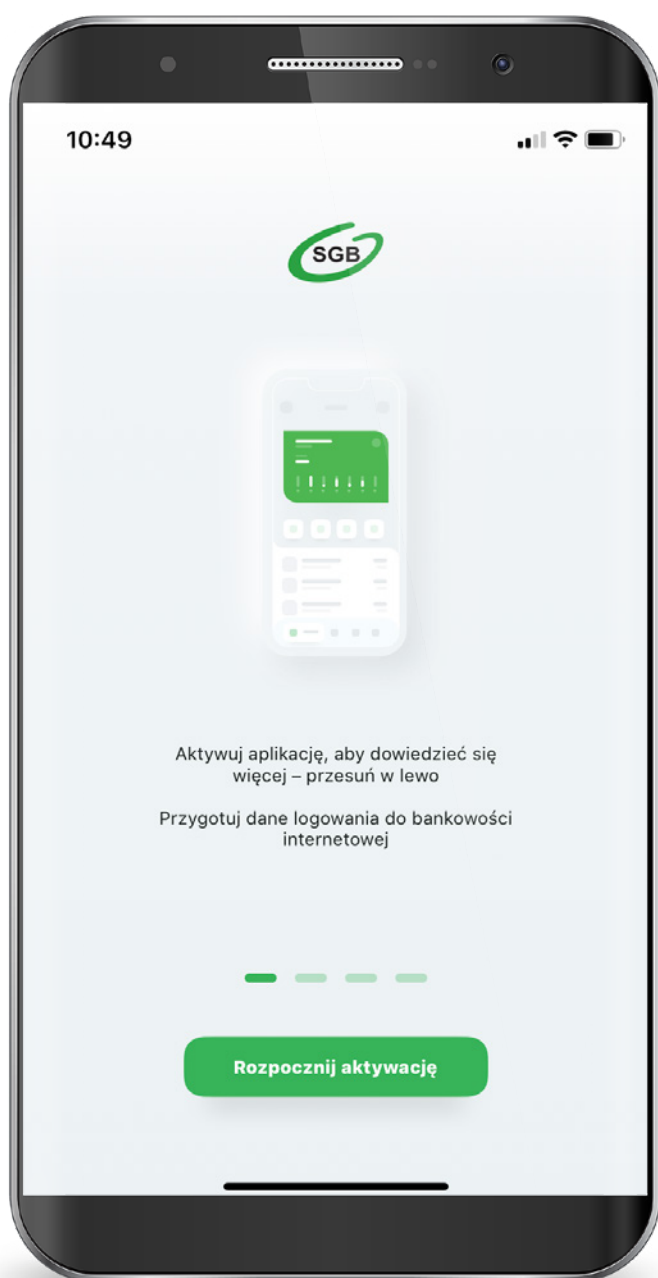 10:49
SGB
Aktywuj aplikację, aby dowiedzieć się
więcej – przesuń w lewo
Przygotuj dane logowania do bankowości
internetowej
Rozpocznij aktywację